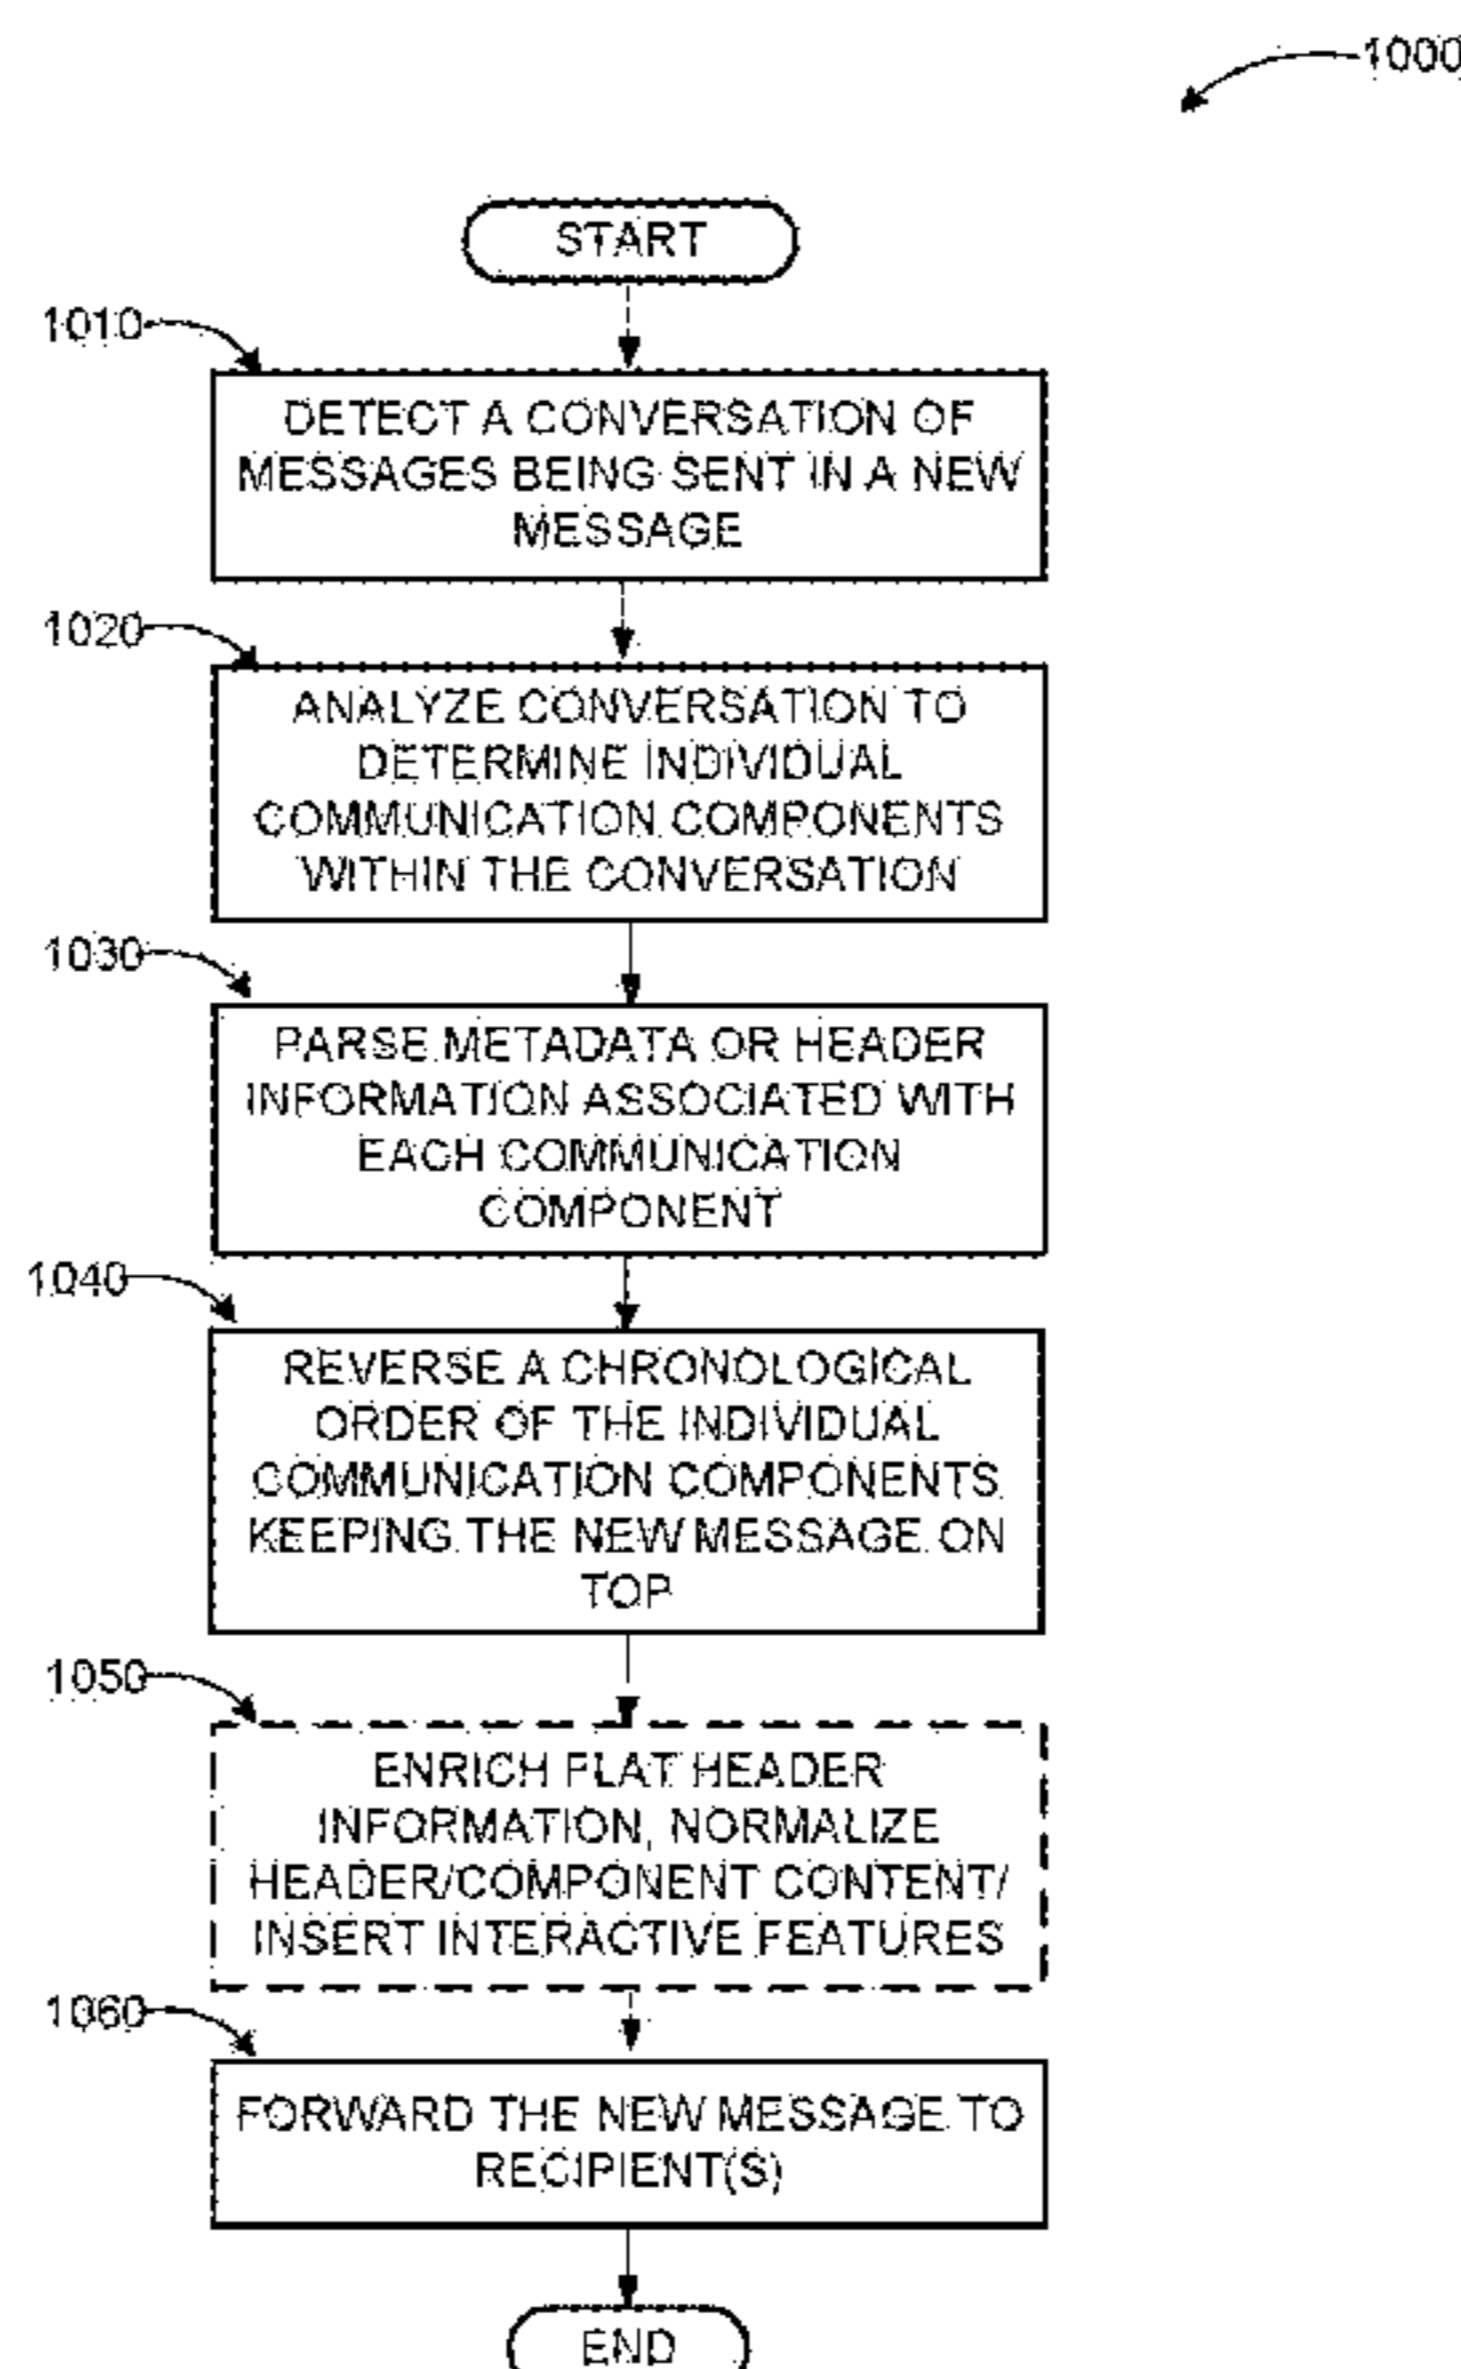 1000
START
1010
DETECT A CONVERSATION OF
MESSAGES BEING SENT IN A NEW
MESSAGE
1020
ANALYZE CONVERSATION TO
DETERMINE INDIVIDUAL
COMMUNICATION COMPONENTS
WITHIN THE CONVERSATION
1030
PARSE METADATA OR HEADER
INFORMATION ASSOCIATED WITH
EACH COMMUNICATION
COMPONENT
1040
REVERSE A CHRONOLOGICAL
ORDER OF THE INDIVIDUAL
COMMUNICATION COMPONENTS
KEEPING THE NEW MESSAGE ON
TOP
1050
ENRICH FLAT HEADER
INFORMATION, NORMALIZE
HEADER/COMPONENT CONTENT/
INSERT INTERACTIVE FEATURES
1060
FORWARD THE NEW MESSAGE TO
RECIPIENT(S)
END